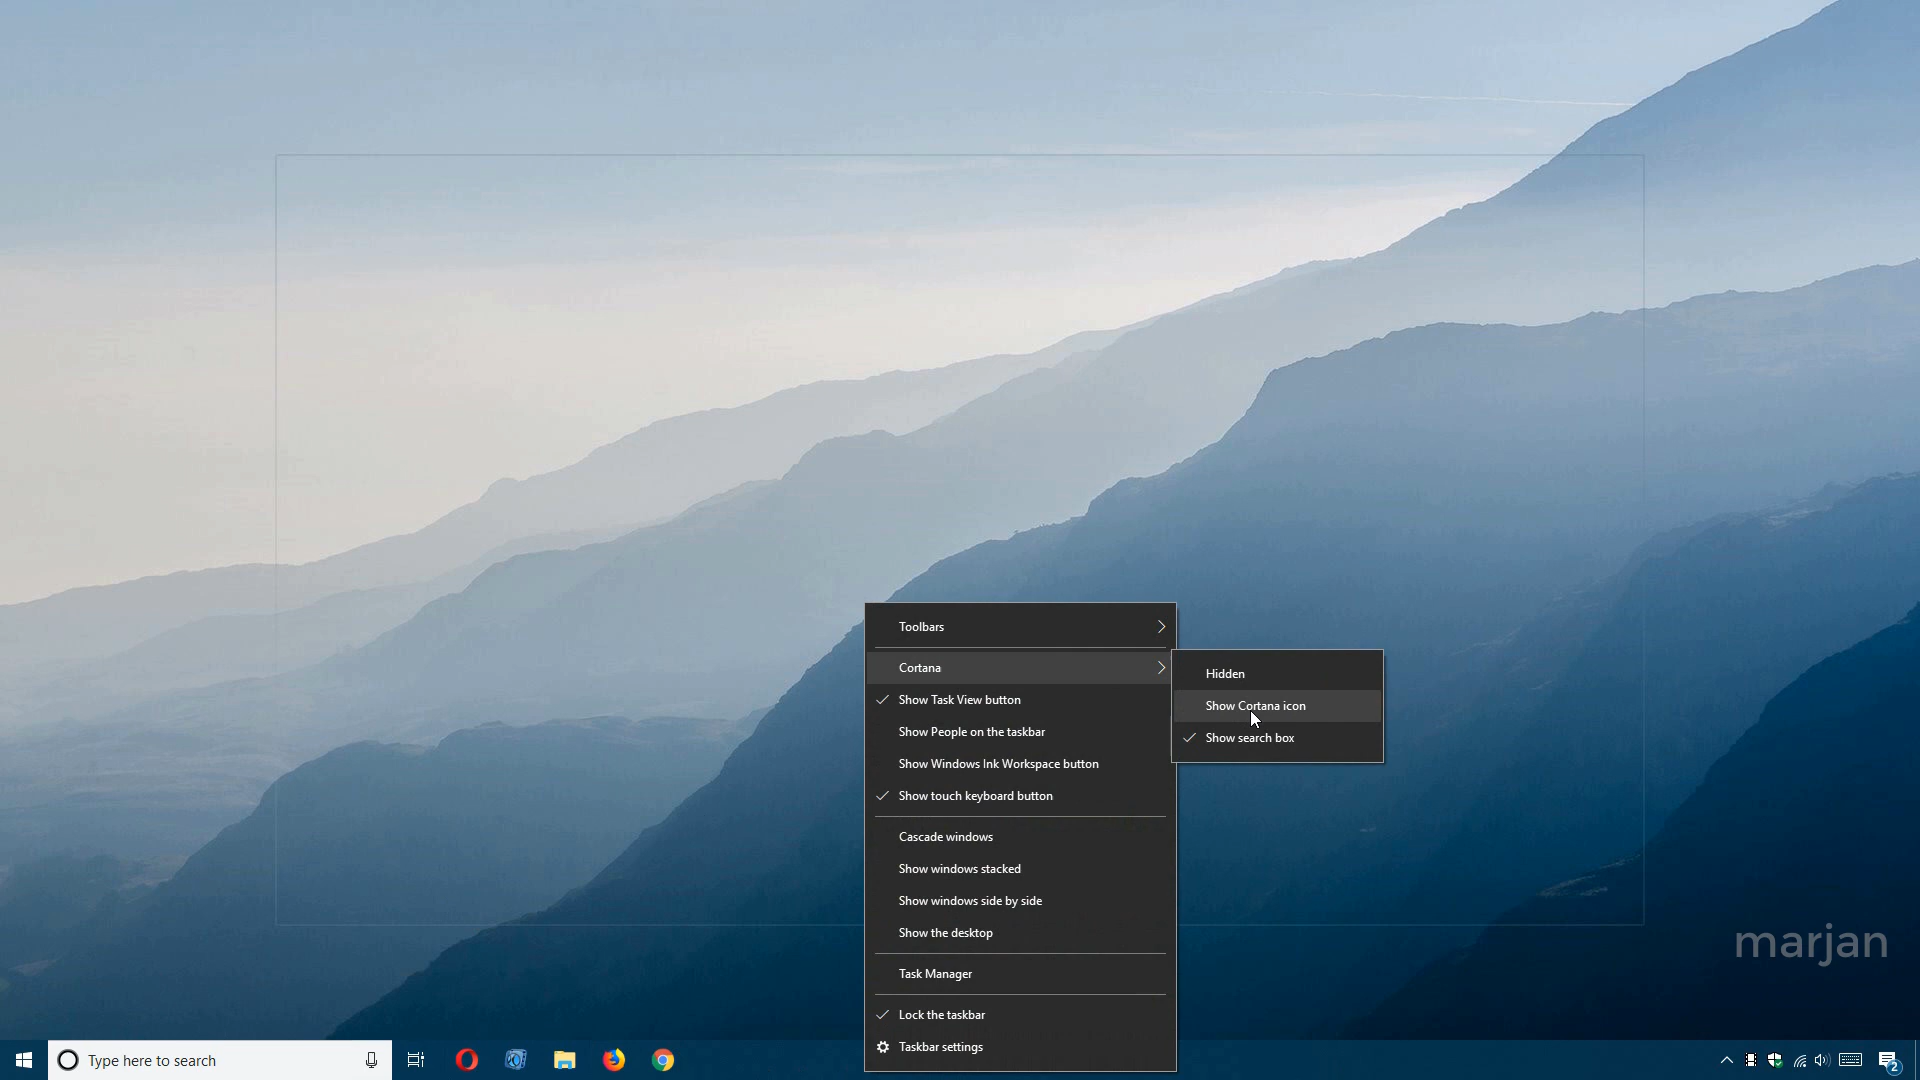 Toolbars
Cortana
Show Task View button
Show People on the taskbar
Show Windows Ink Workspace button
Show touch keyboard button
Cascade windows
Show windows stacked
Show windows side by side
Show the desktop
Task Manager
Lock the taskbar
Taskbar settings
Hidden
Show Cortana icon
Show search box
marjan
Type here to search
2